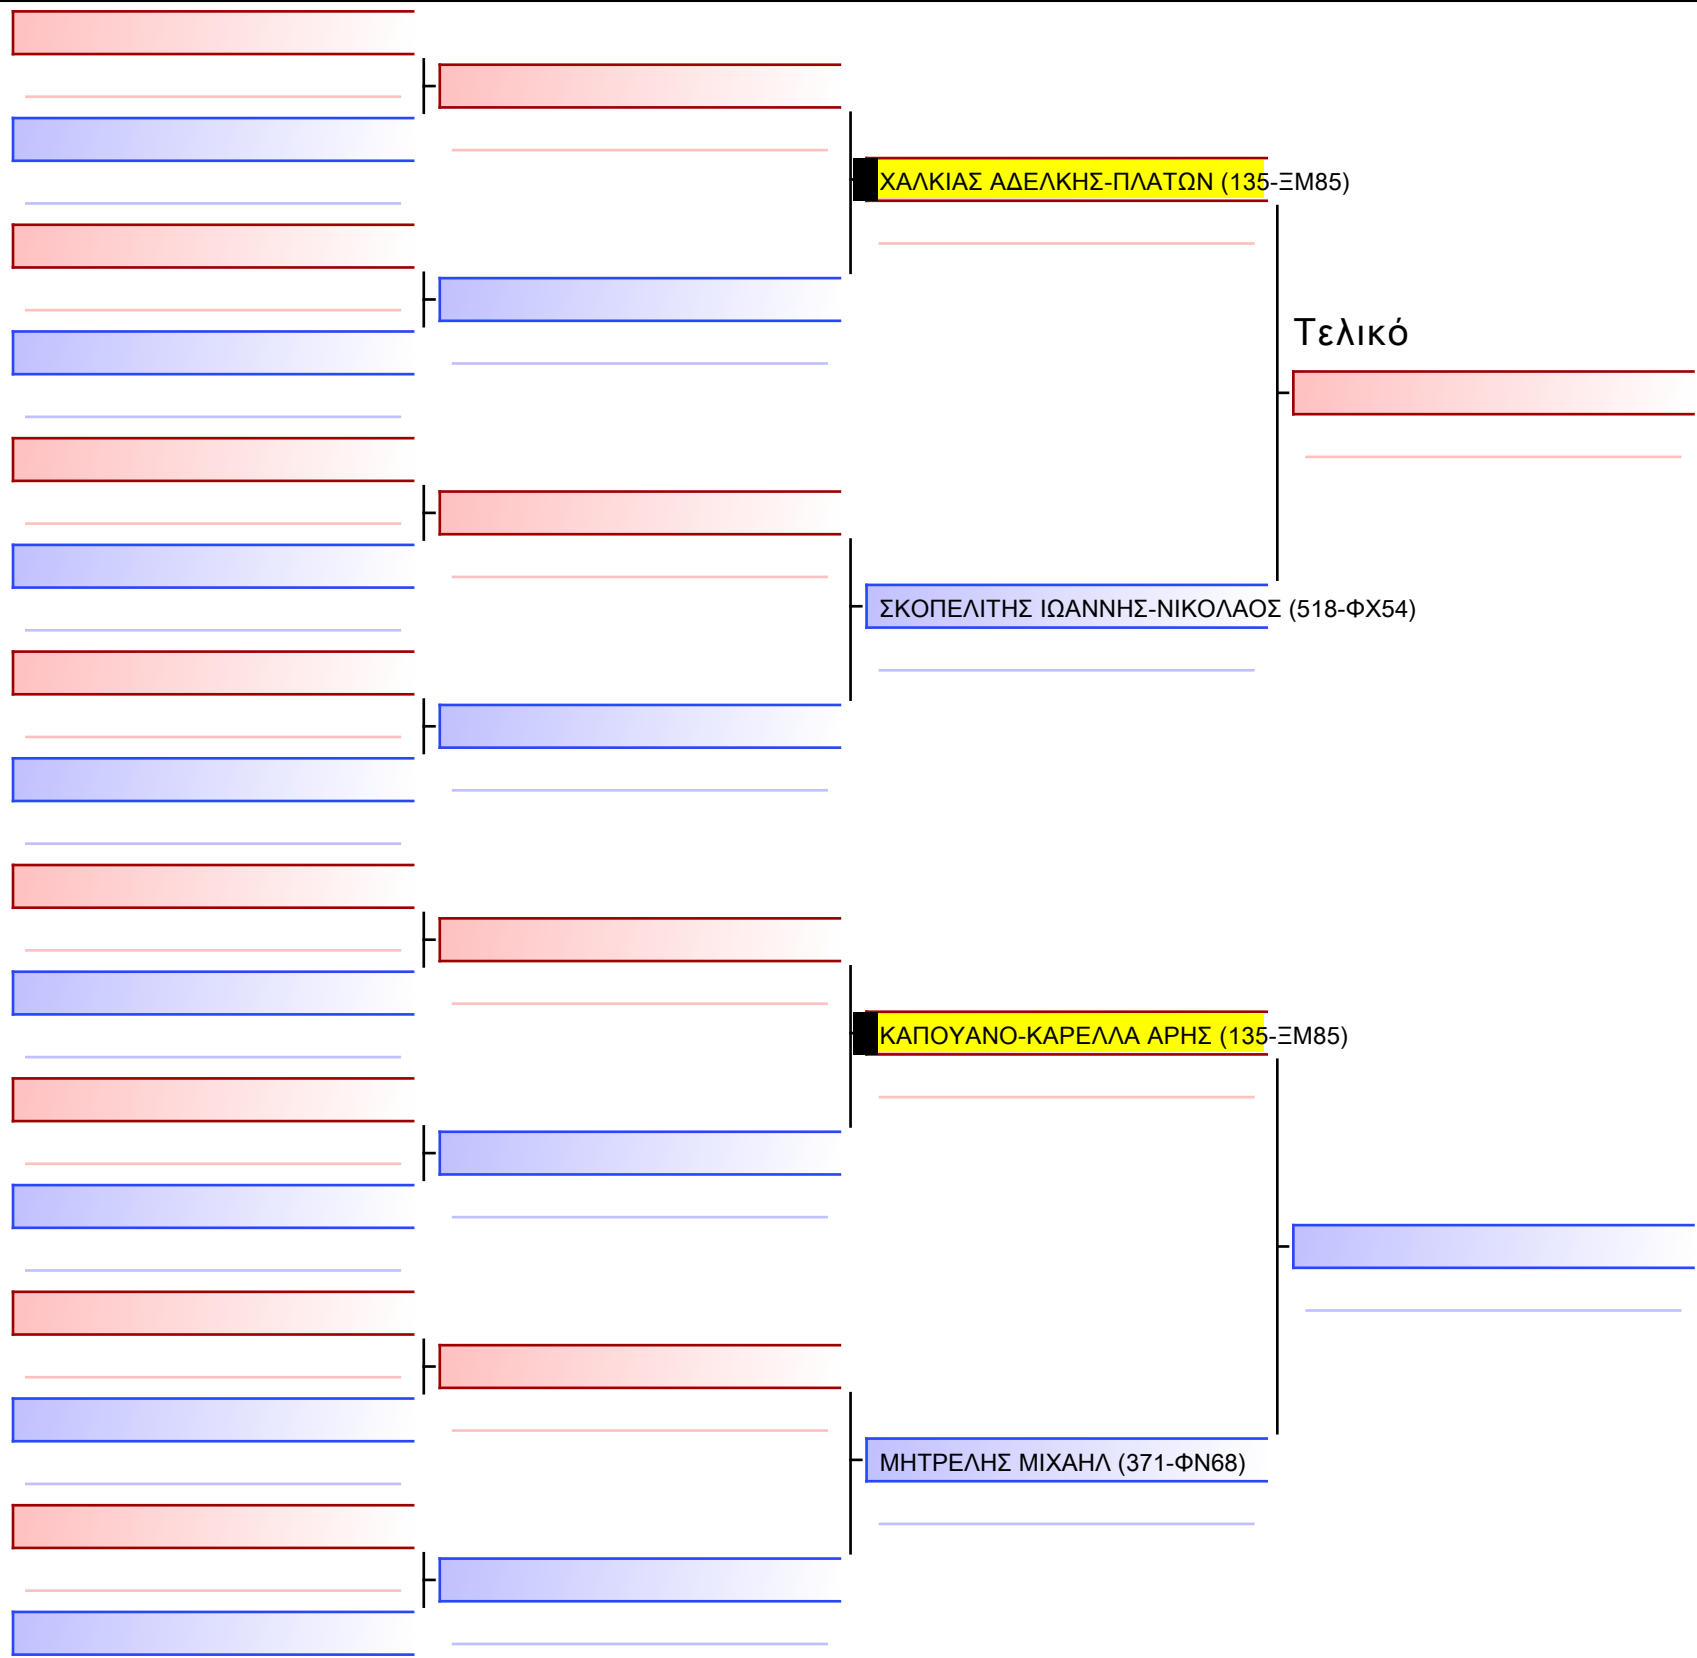 ΧΑΛΚΙΑΣ ΑΔΕΛΚΗΣ-ΠΛΑΤΩΝ (135-ΞΜ85)
Τελικό
ΣΚΟΠΕΛΙΤΗΣ ΙΩΑΝΝΗΣ-ΝΙΚΟΛΑΟΣ (518-ΦΧ54)
ΚΑΠΟΥΑΝΟ-ΚΑΡΕΛΛΑ ΑΡΗΣ (135-ΞΜ85)
ΜΗΤΡΕΛΗΣ ΜΙΧΑΗΛ (371-ΦΝ68)